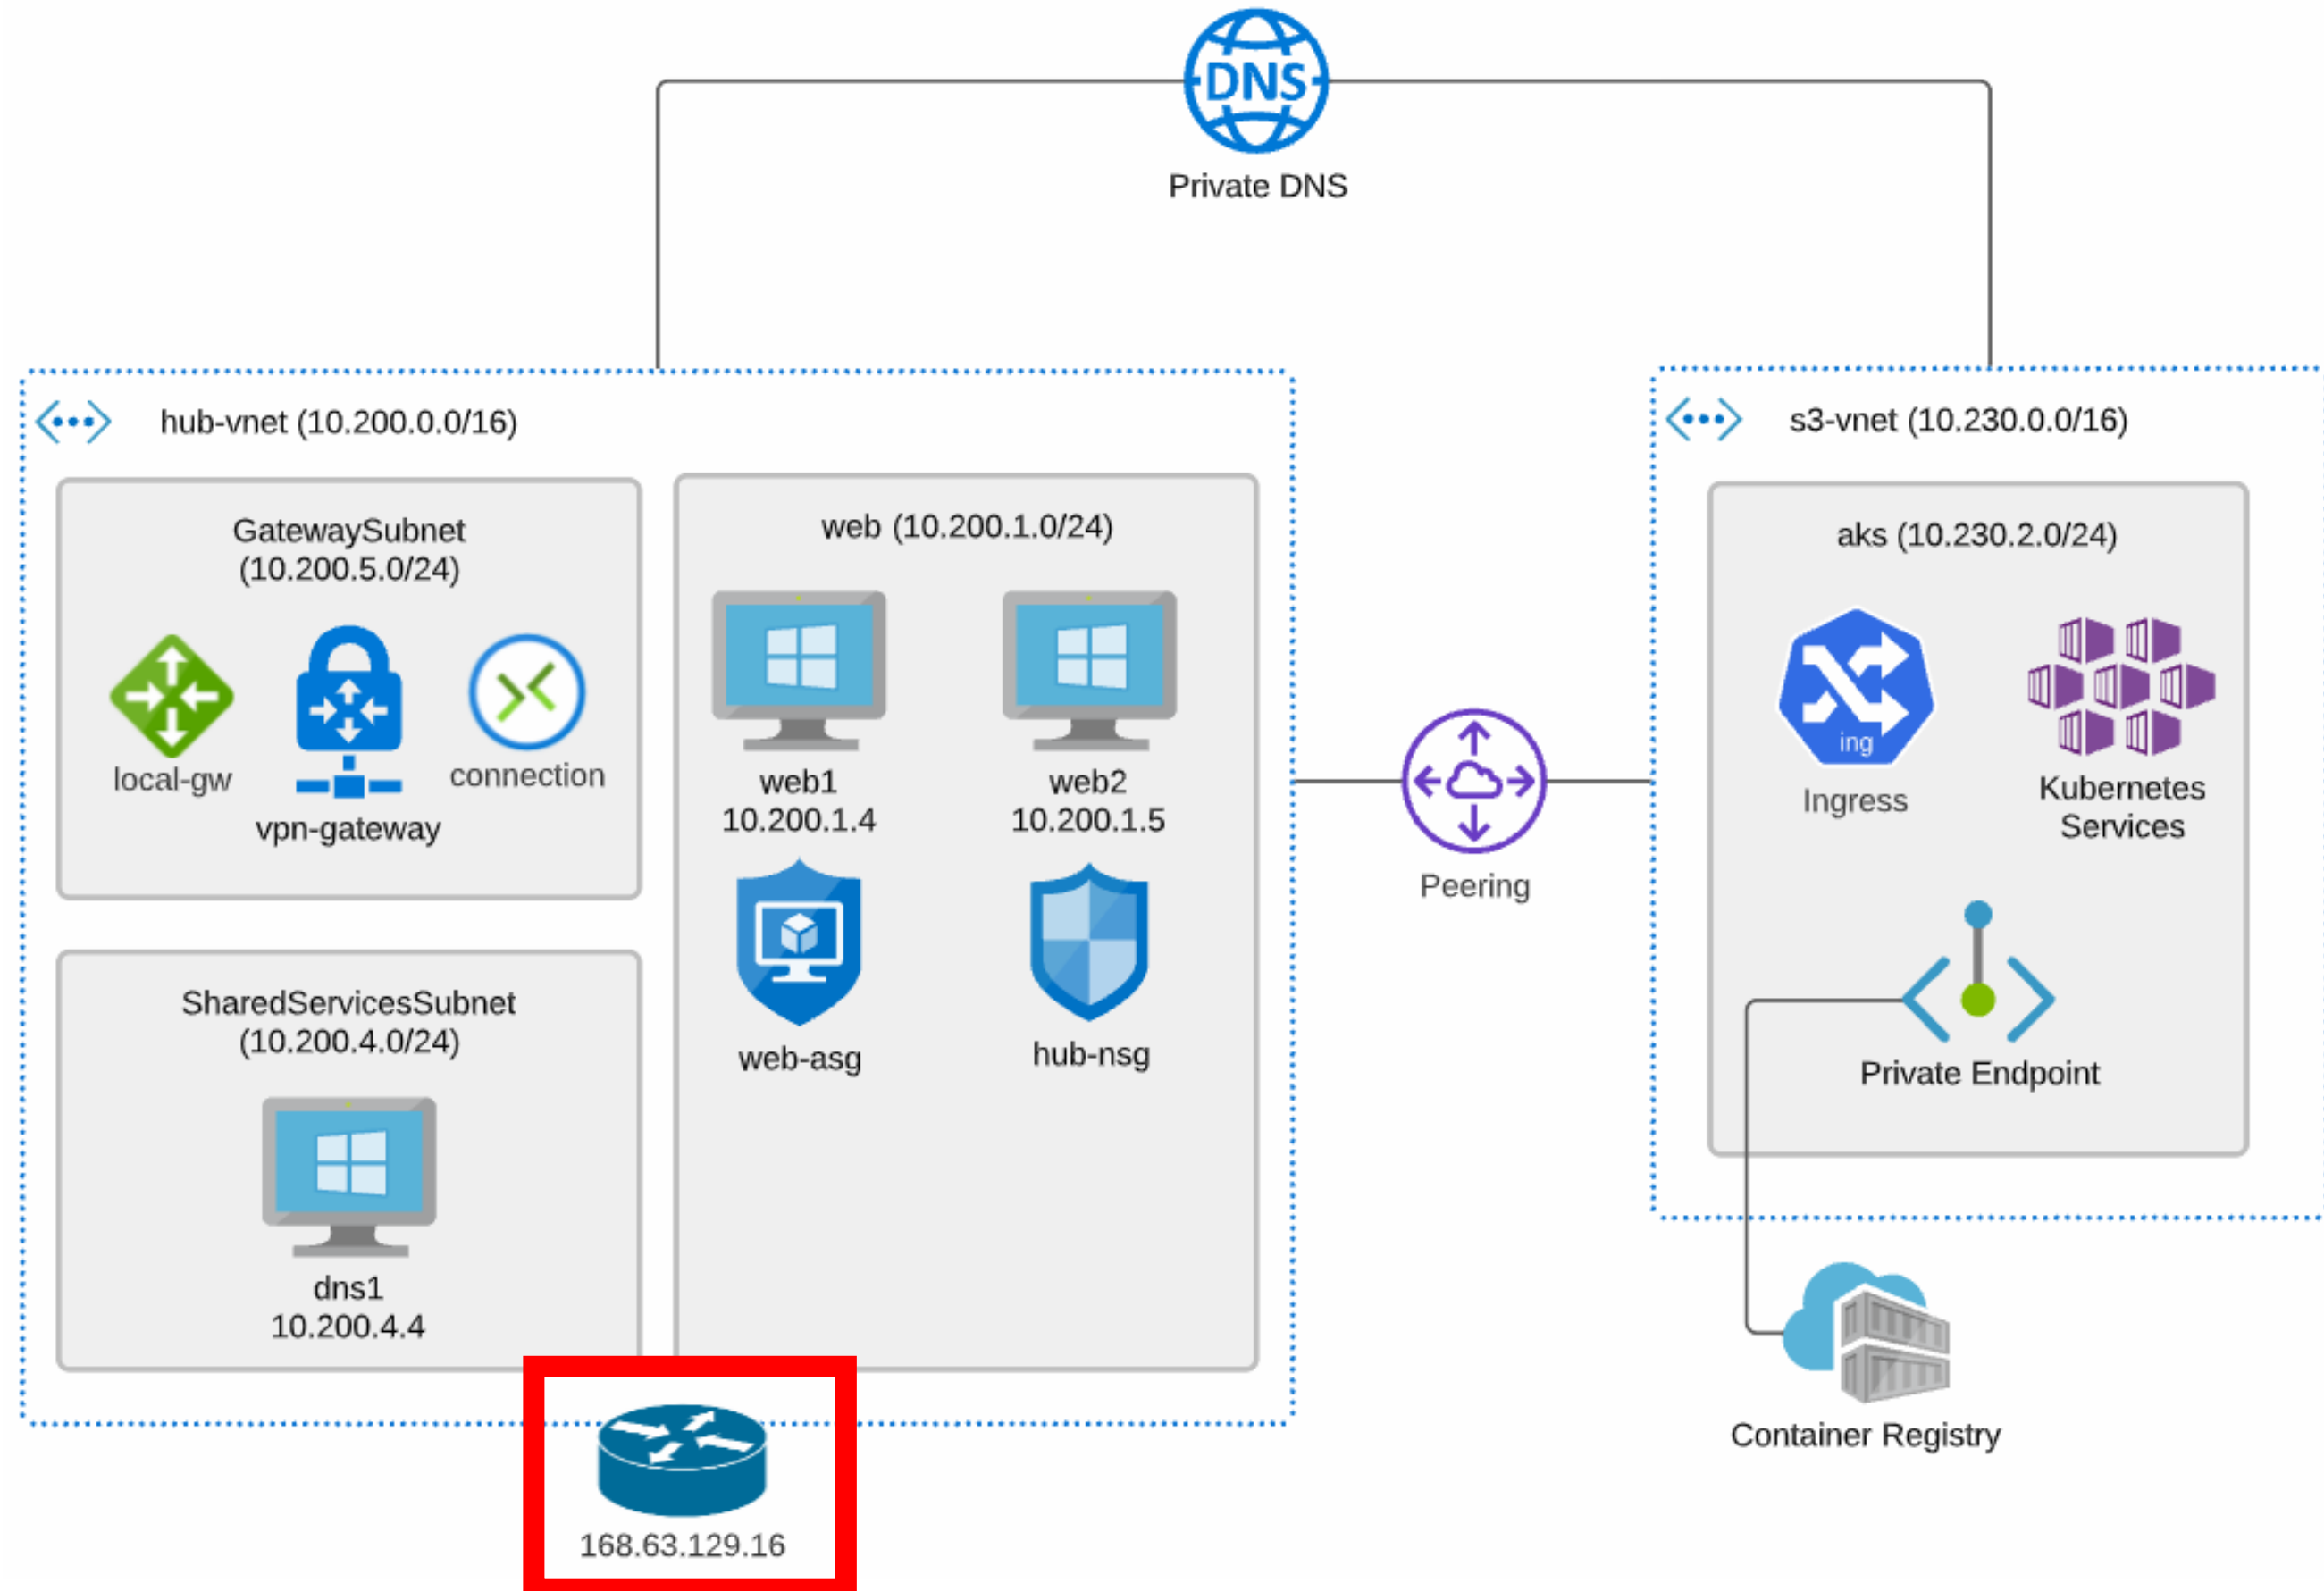 DNS
Private DNS
hub-vnet (10.200.0.0/16)
GatewaySubnet
(10.200.5.0/24)
local-gw
vpn-gateway
connection
SharedServicesSubnet
(10.200.4.0/24)
dns1
10.200.4.4
web (10.200.1.0/24)
web1
10.200.1.4
web2
10.200.1.5
web-asg
hub-nsg
168.63.129.16
Peering
s3-vnet (10.230.0.0/16)
aks (10.230.2.0/24)
ing
Ingress
Kubernetes
Services
Private Endpoint
Container Registry